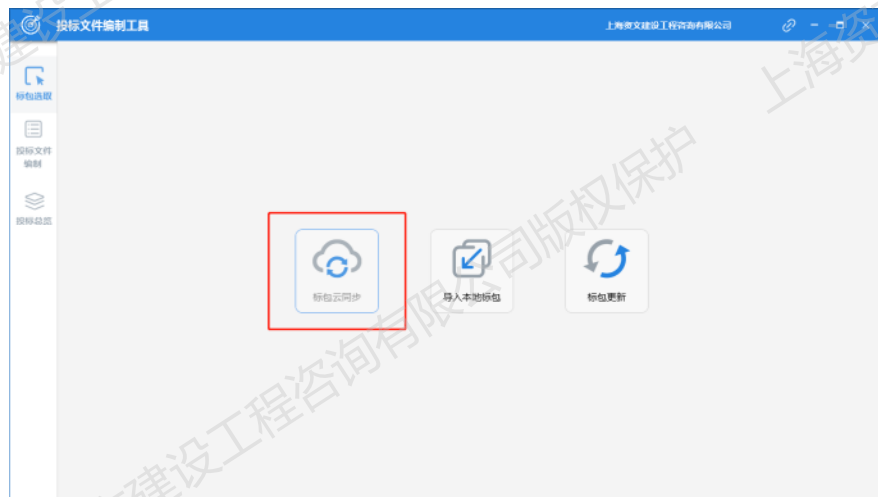 投标文件编制工具
上海资文建设工程咨询有限公司
标包选取
投标文件
编制
投标总览
标包云同步
导入本地标包
标包更新
上海资
建设工程咨询有限公司版权保护